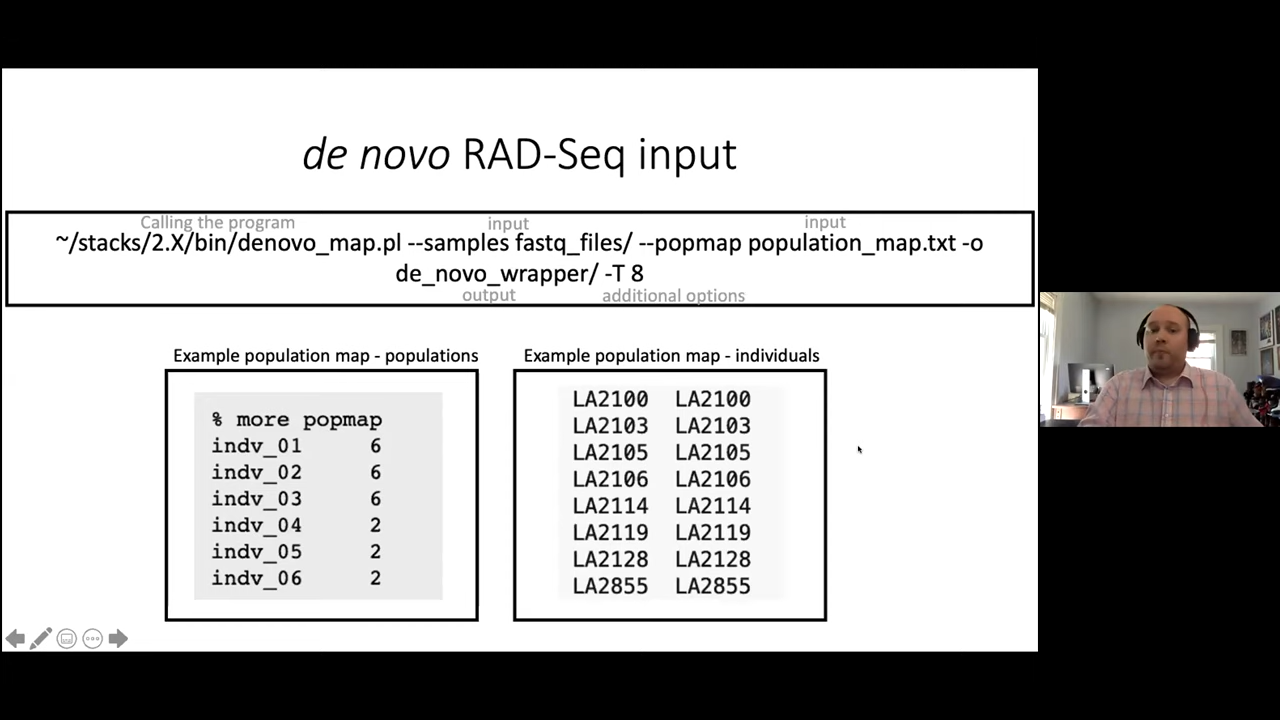 de novo RAD-Seq input
Calling the program input input
~/stacks/2.X/bin/denovo_map.pl --samples fastq_files/ --popmap population_map.txt -o
de_novo_wrapper/ -T 8
output additional options
Example population map - populations
% more popmap
indv_01 6
indv_02 6
indv_03 6
indv_04 2
indv_05 2
indv_06 2
Example population map - individuals
LA2100 LA2100
LA2103 LA2103
LA2105 LA2105
LA2106 LA2106
LA2114 LA2114
LA2119 LA2119
LA2128 LA2128
LA2855 LA2855